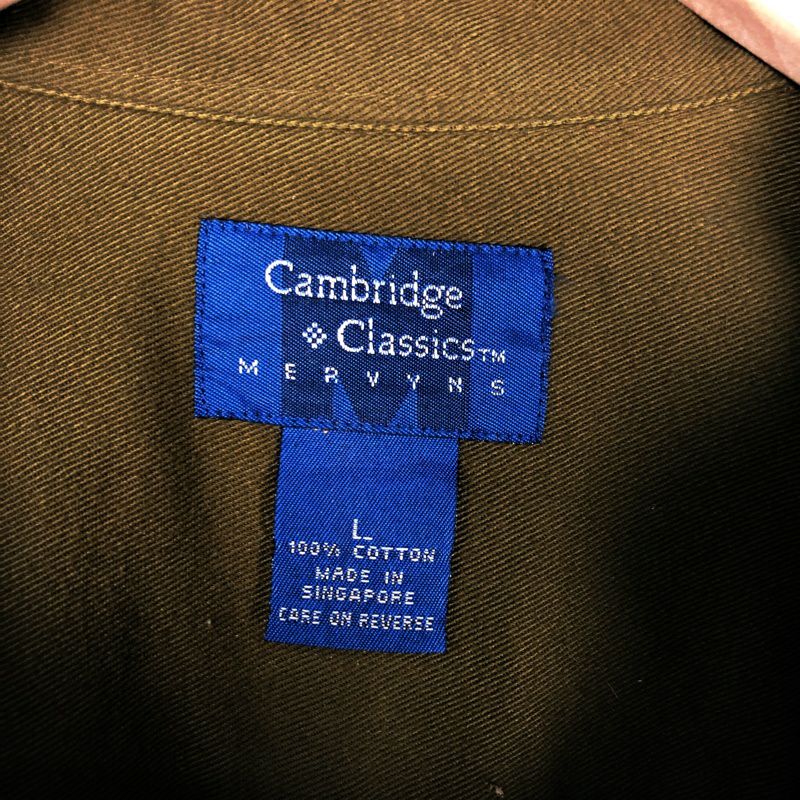 Cambridge
Classics™
MERVYNS
L
100% COTTON
MADE IN
SINGAPORE
CARE ON REVERSE